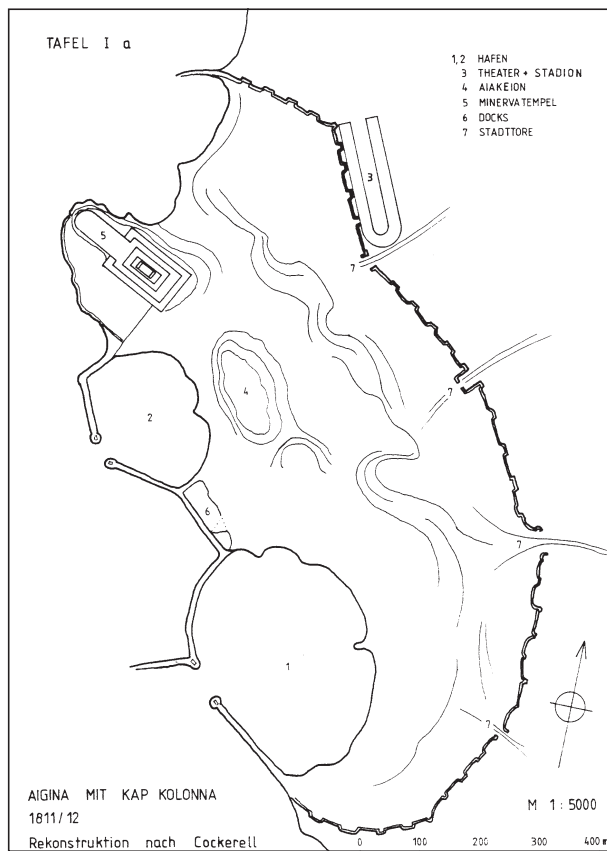 TAFEL I a
1,2 HAFEN
3 THEATER + STADION
4 AIAKEION
5 MINERVATEMPEL
6 DOCKS
7 STADTTORE
3
5
7
4
7
2
6
7
1
7
AIGINA MIT KAP KOLONNA
1811/12
Rekonstruktion nach Cockerell
M 1:5000
0 100 200 300 400 m